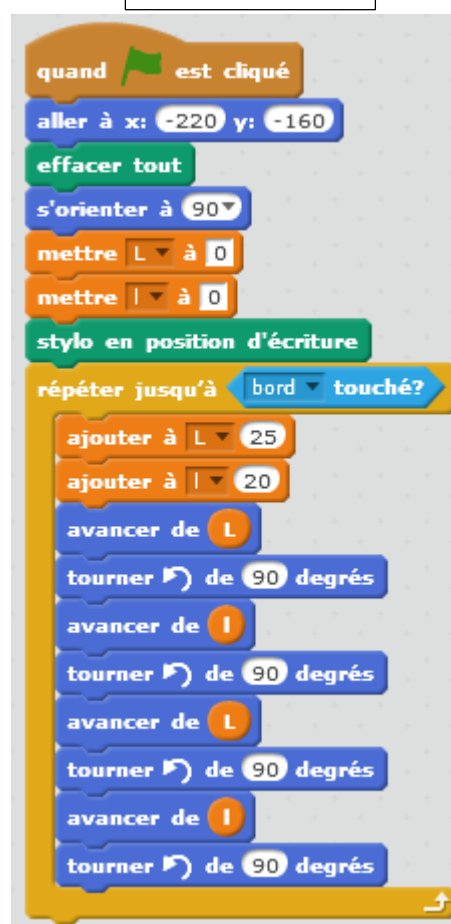 quand est cliqué
aller à x: -220 y: -160
effacer tout
s'orienter à 90
mettre L à 0
mettre l à 0
stylo en position d'écriture
répéter jusqu'à bord touché?
ajouter à L 25
ajouter à l 20
avancer de L
tourner de 90 degrés
avancer de l
tourner de 90 degrés
avancer de L
tourner de 90 degrés
avancer de l
tourner de 90 degrés